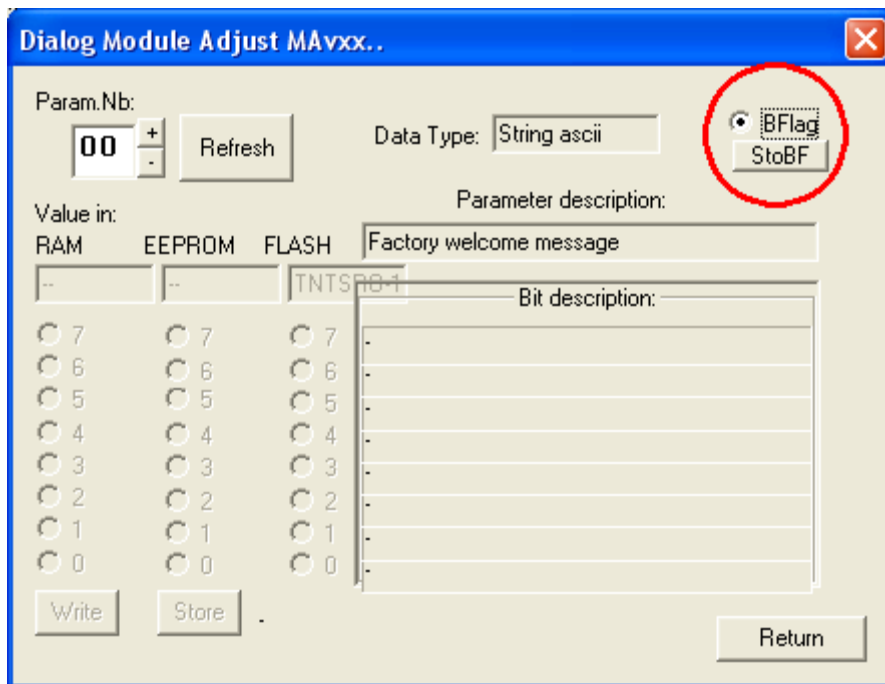 Dialog Module Adjust MAvxx..
Param.Nb:
00
+
-
Refresh
Data Type: String ascii
BFlag
StoBF
Parameter description:
Factory welcome message
Value in:
RAM EEPROM FLASH
-- --
Bit description:
7 7 7 -
6 6 6 -
5 5 5 -
4 4 4 -
3 3 3 -
2 2 2 -
1 1 1 -
0 0 0 -
Write Store -
Return